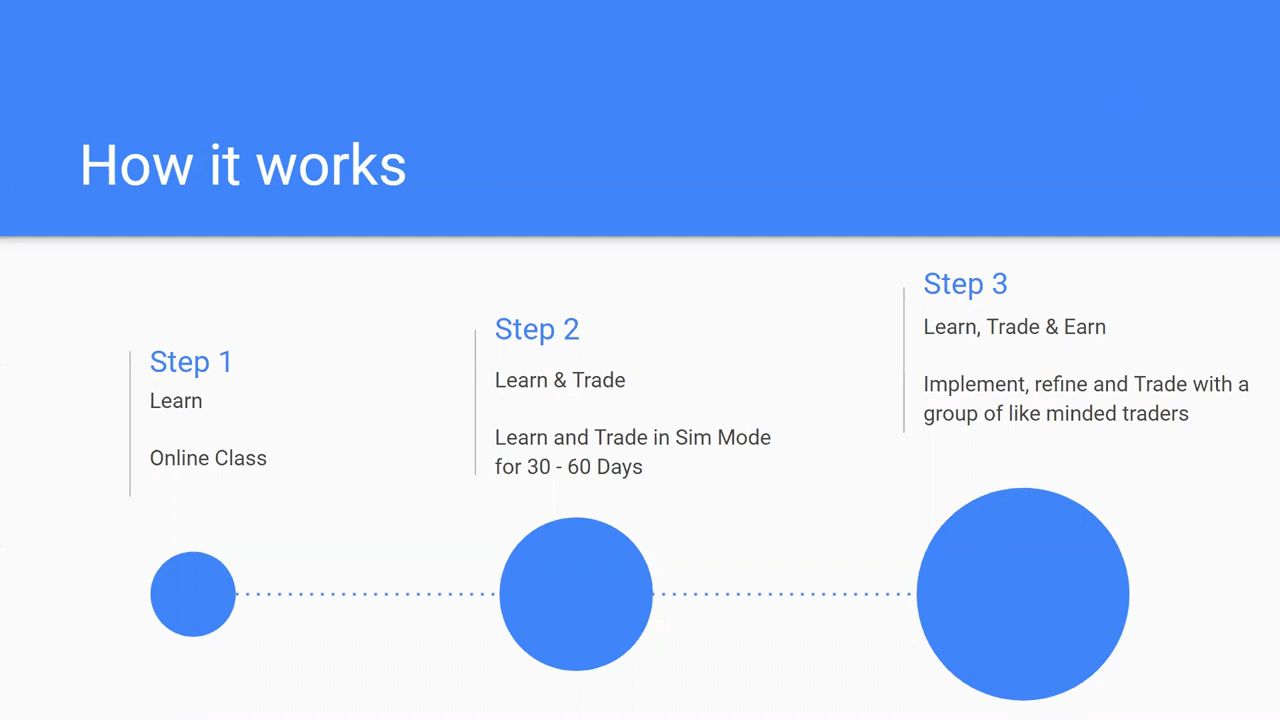 How it works
Step 1
Learn
Online Class
Step 2
Learn & Trade
Learn and Trade in Sim Mode
for 30 - 60 Days
Step 3
Learn, Trade & Earn
Implement, refine and Trade with a
group of like minded traders